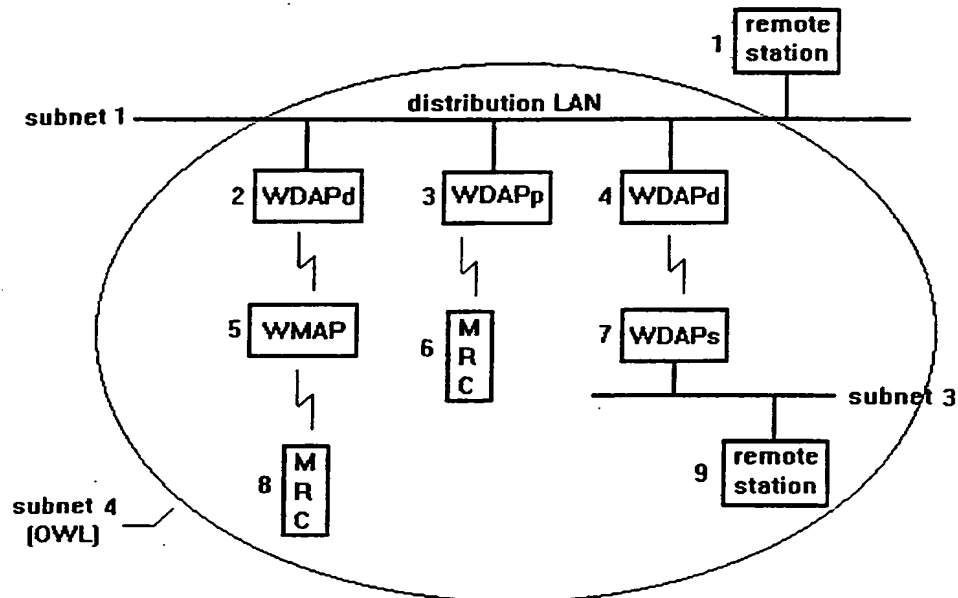 1 remote
station
distribution LAN
subnet 1
2 WDAPd
3 WDAPp
4 WDAPd
5 WMAP
6 M
R
C
7 WDAPs
subnet 3
8 M
R
C
9 remote
station
subnet 4
[OWL]